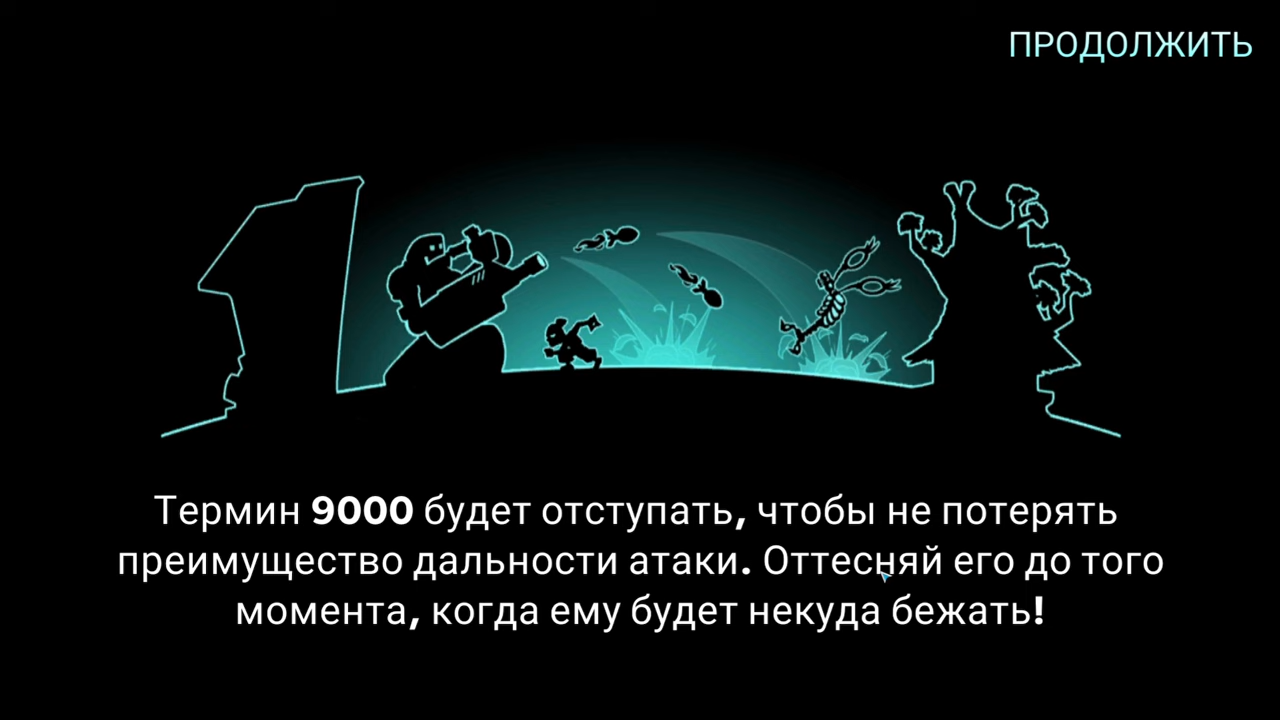 ПРОДОЛЖИТЬ
Термин 9000 будет отступать, чтобы не потерять
преимущество дальности атаки. Оттесняй его до того
момента, когда ему будет некуда бежать!